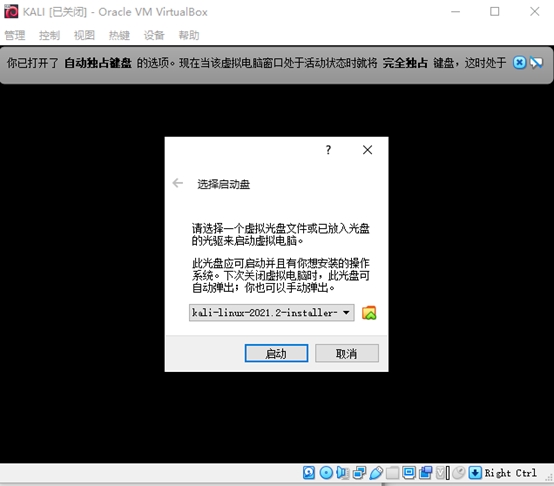 KALI [已关闭] - Oracle VM VirtualBox
管理 控制 视图 热键 设备 帮助
你已打开了 自动独占键盘 的选项。现在当该虚拟电脑窗口处于活动状态时就将 完全独占 键盘，这时处于
?
选择启动盘
请选择一个虚拟光盘文件或已放入光盘
的光驱来启动虚拟电脑。
此光盘应可启动并且有你想安装的操作
系统。下次关闭虚拟电脑时，此光盘可
自动弹出；你也可以手动弹出。
kali-linux-2021.2-installer-
启动 取消
Right Ctrl